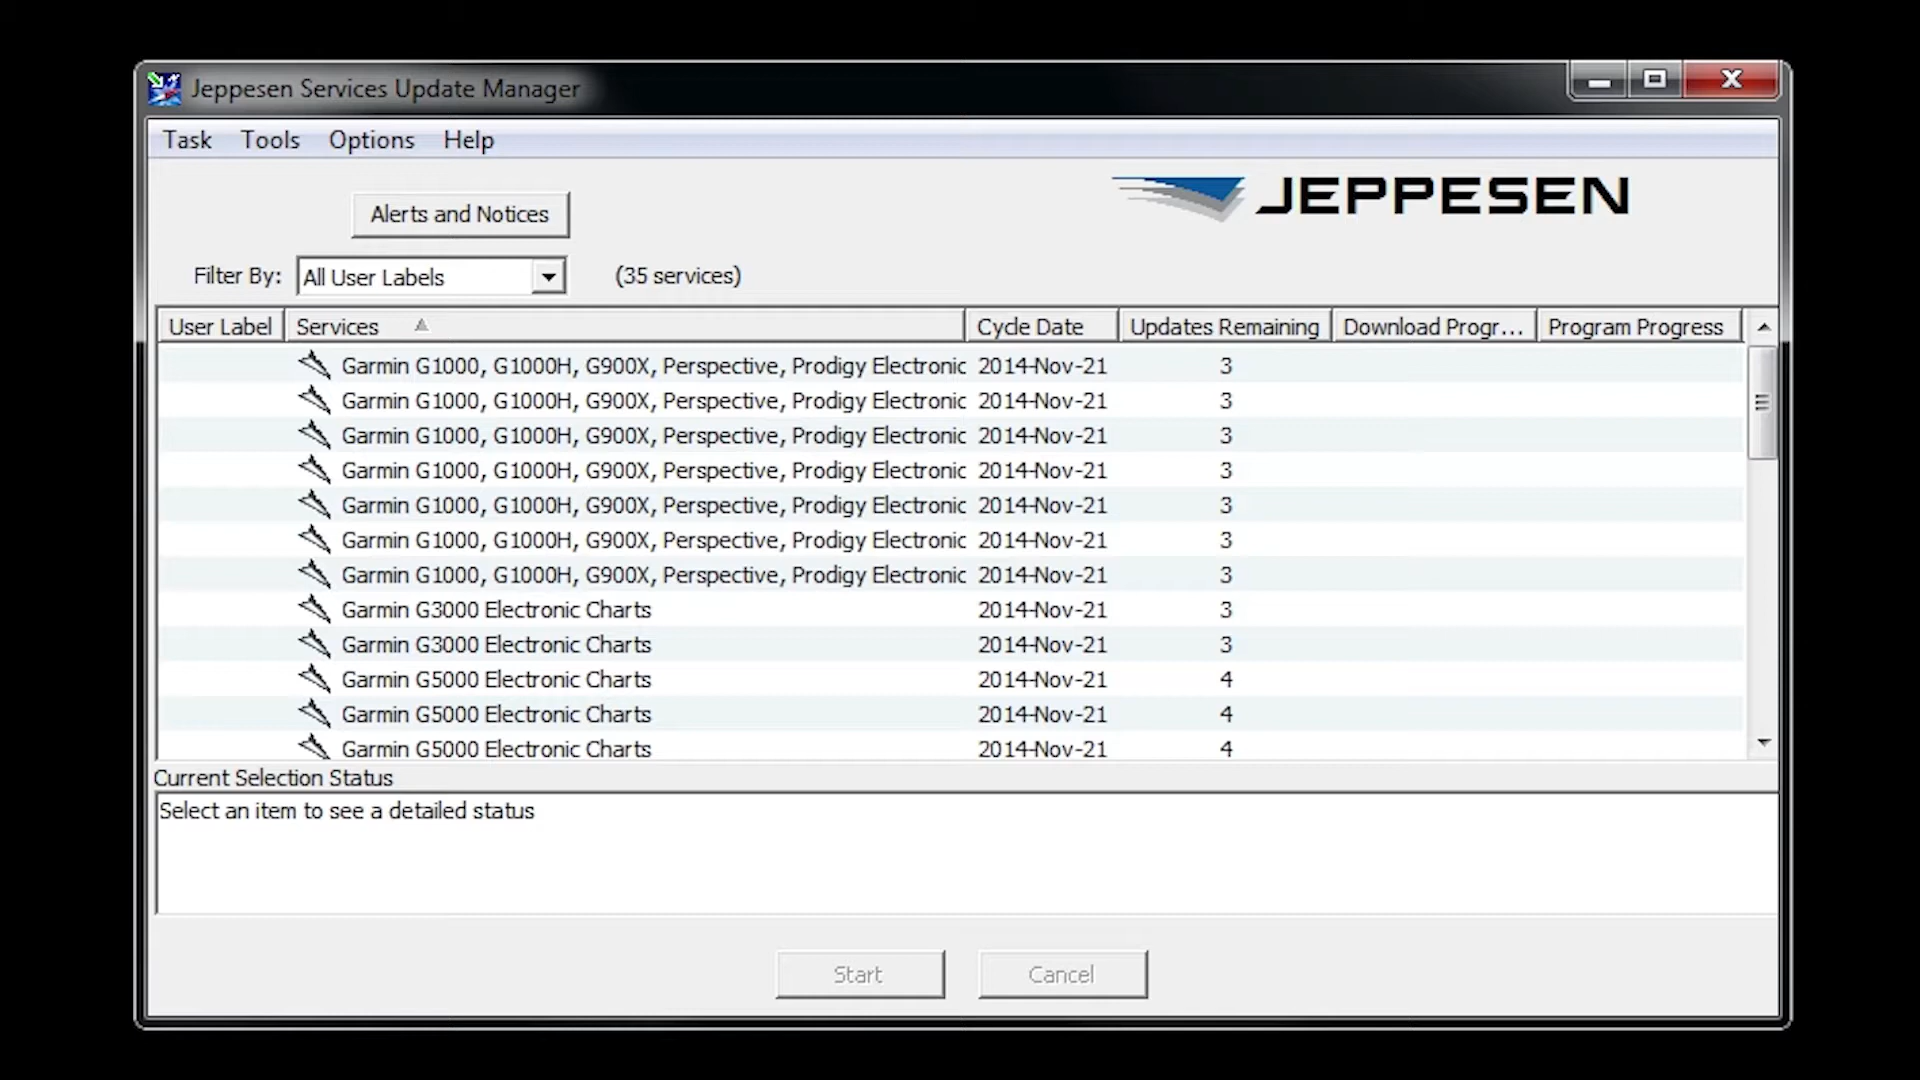 Jeppesen Services Update Manager
Task Tools Options Help
JEPPESEN
Alerts and Notices
Filter By: All User Labels (35 services)
User Label Services Cycle Date Updates Remaining Download Progr... Program Progress
Garmin G1000, G1000H, G900X, Perspective, Prodigy Electronic 2014-Nov-21 3
Garmin G1000, G1000H, G900X, Perspective, Prodigy Electronic 2014-Nov-21 3
Garmin G1000, G1000H, G900X, Perspective, Prodigy Electronic 2014-Nov-21 3
Garmin G1000, G1000H, G900X, Perspective, Prodigy Electronic 2014-Nov-21 3
Garmin G1000, G1000H, G900X, Perspective, Prodigy Electronic 2014-Nov-21 3
Garmin G1000, G1000H, G900X, Perspective, Prodigy Electronic 2014-Nov-21 3
Garmin G1000, G1000H, G900X, Perspective, Prodigy Electronic 2014-Nov-21 3
Garmin G3000 Electronic Charts 2014-Nov-21 3
Garmin G3000 Electronic Charts 2014-Nov-21 3
Garmin G5000 Electronic Charts 2014-Nov-21 4
Garmin G5000 Electronic Charts 2014-Nov-21 4
Garmin G5000 Electronic Charts 2014-Nov-21 4
Current Selection Status
Select an item to see a detailed status
Start Cancel